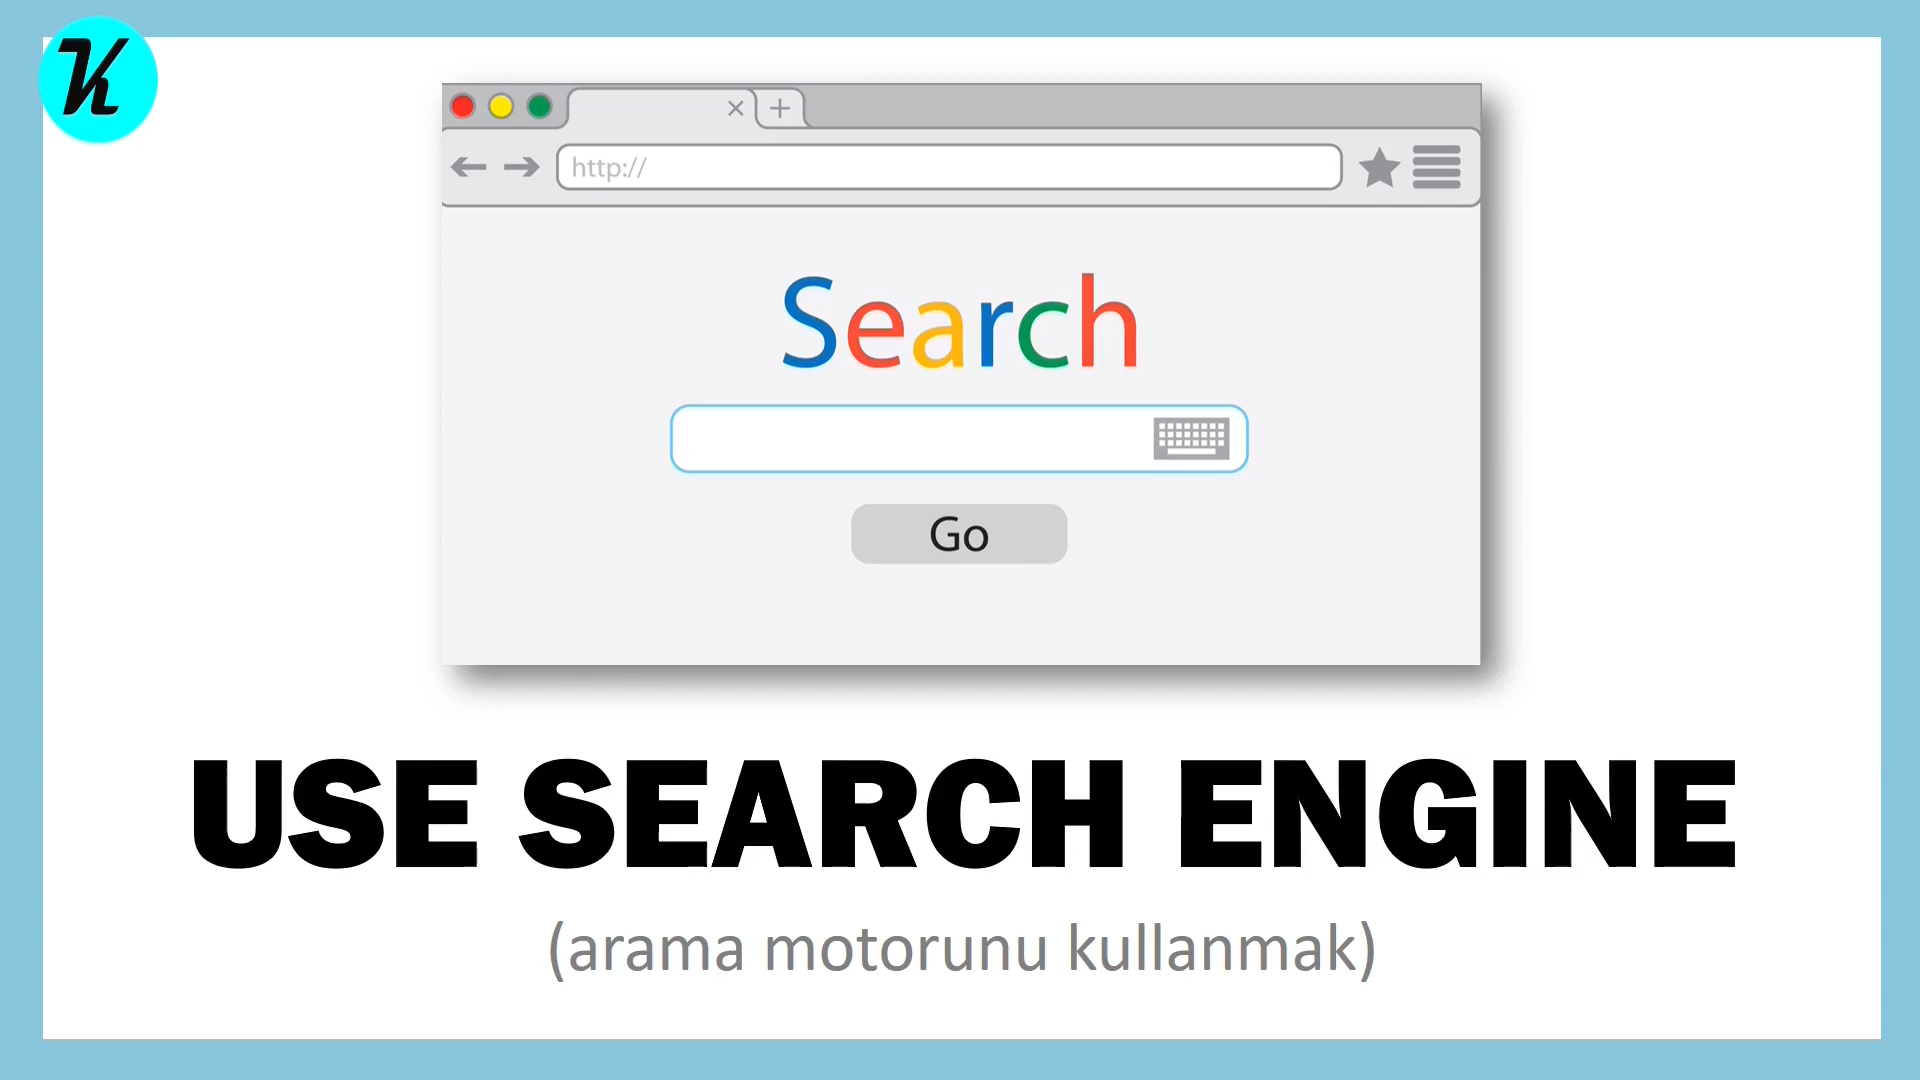 K
http://
Search
Go
USE SEARCH ENGINE
(arama motorunu kullanmak)